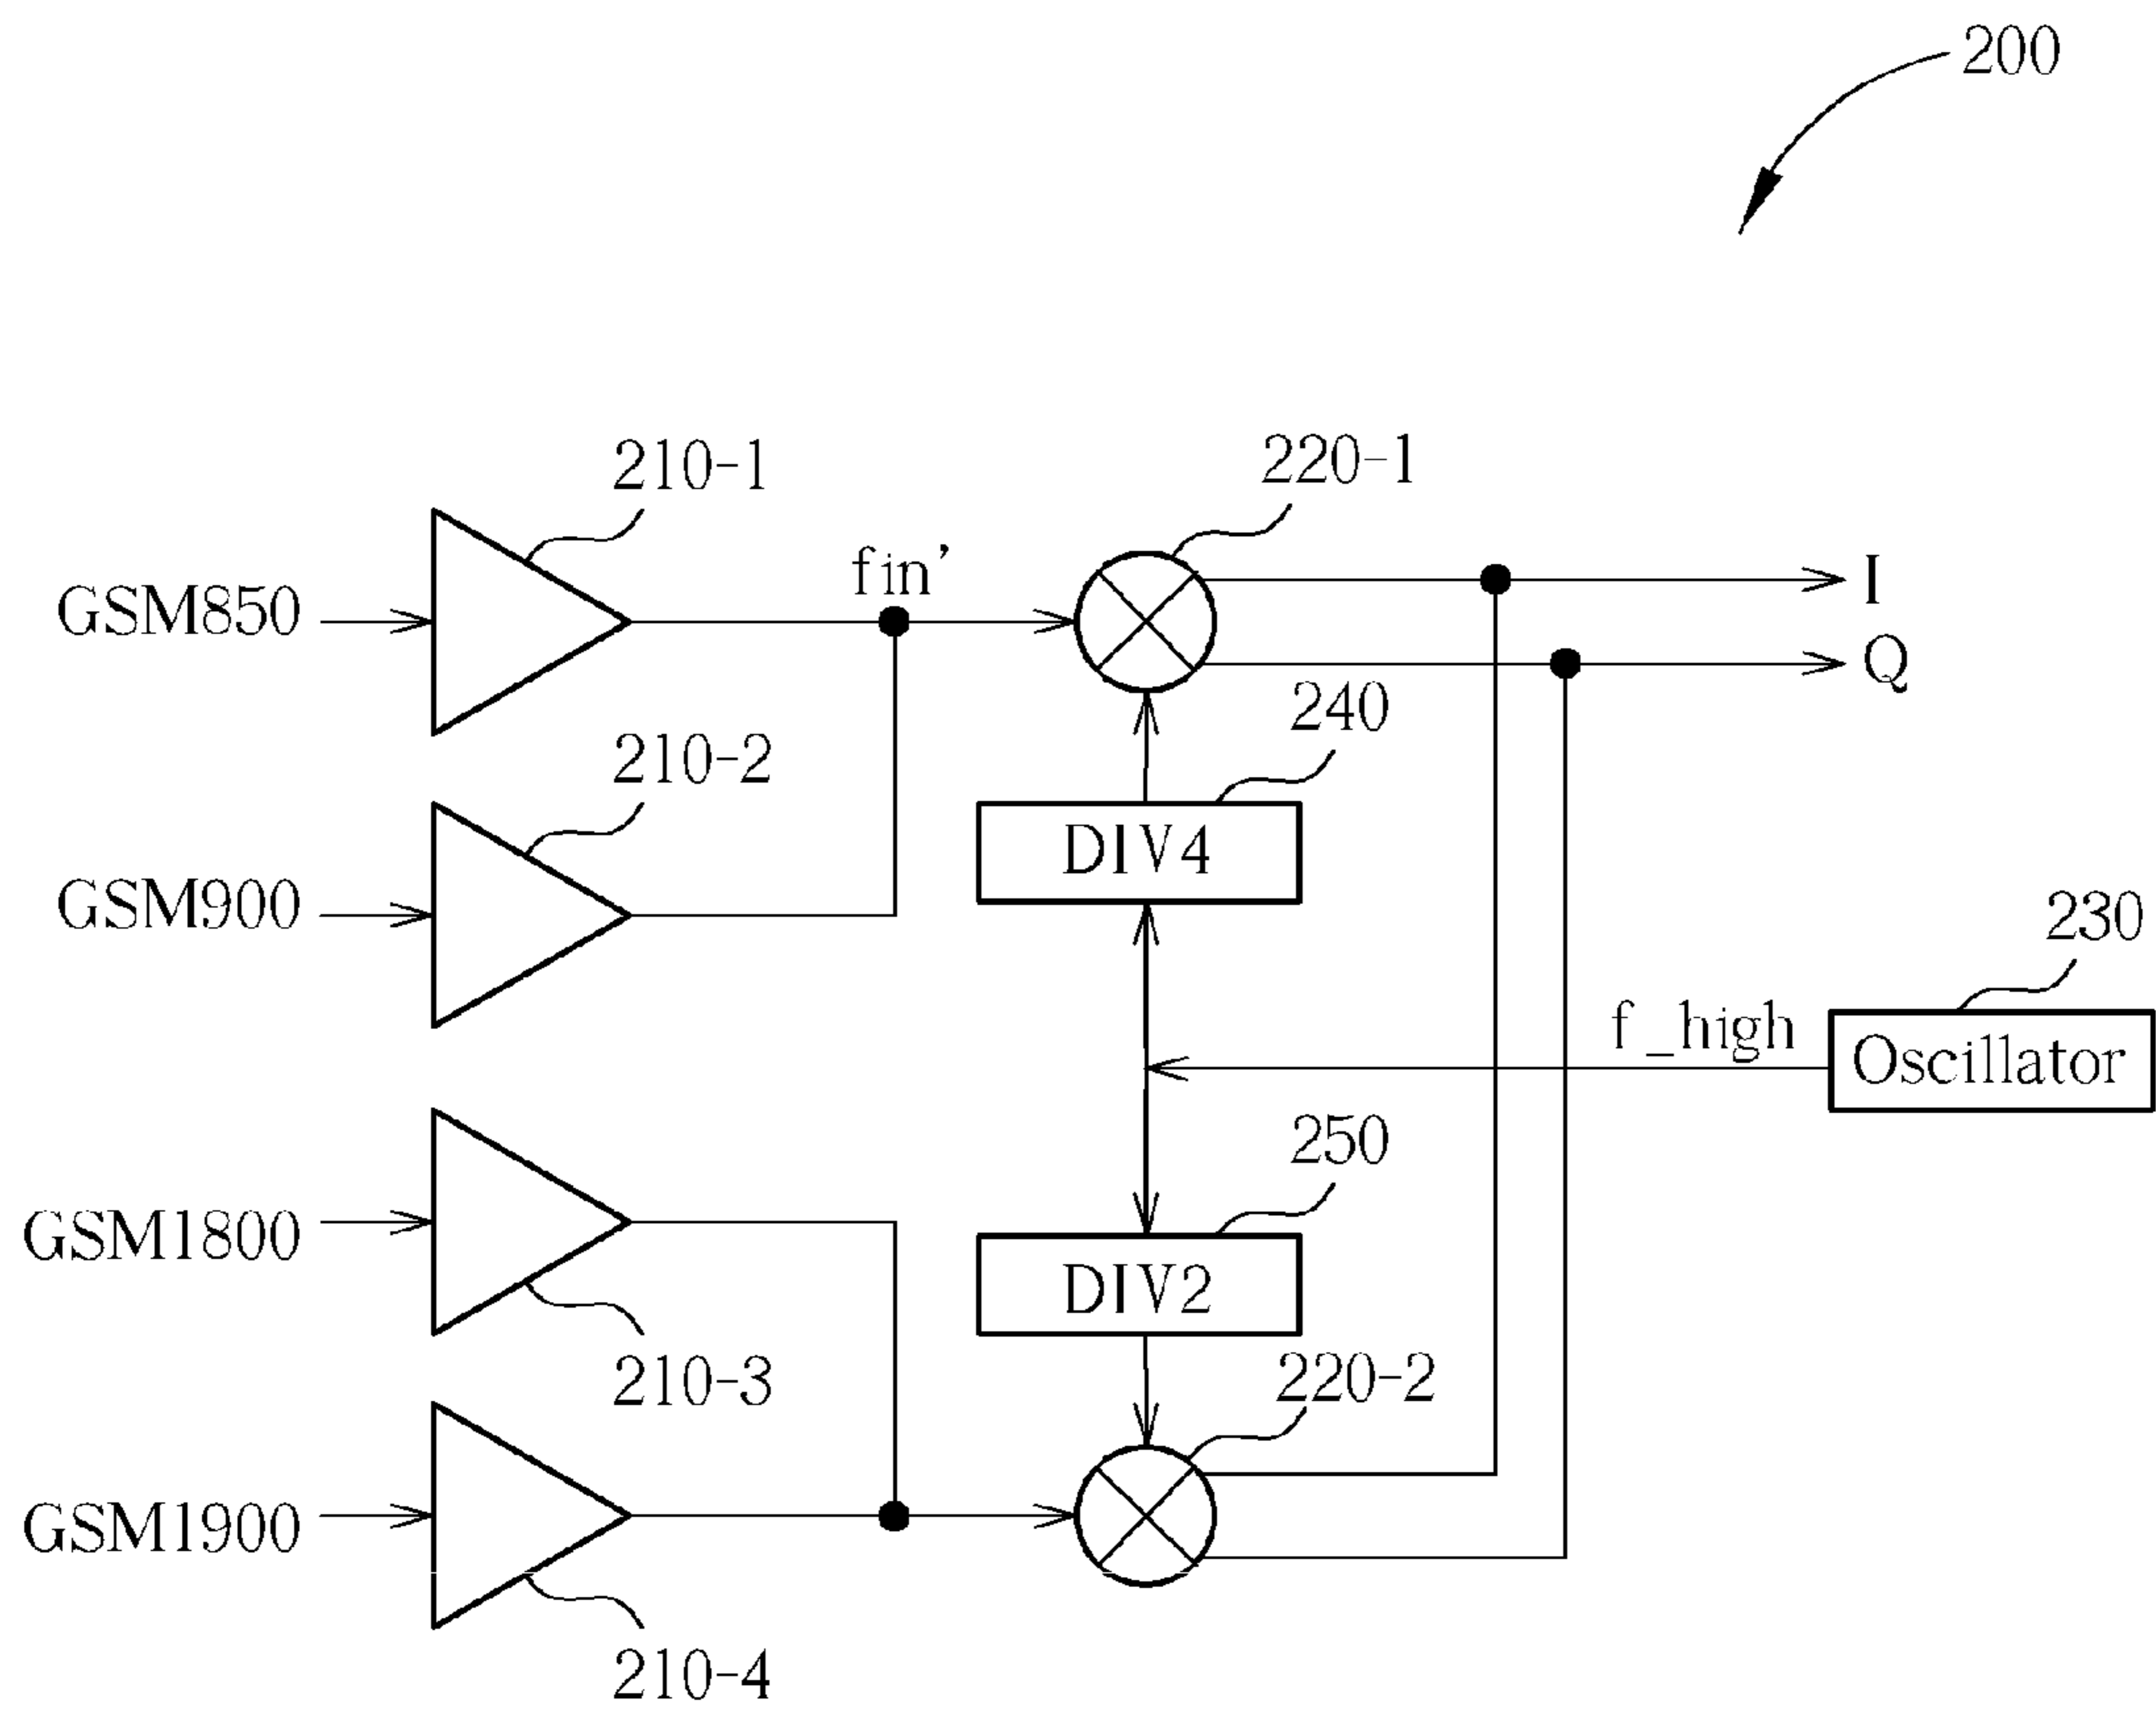 200
210-1
220-1
fin’
GSM850
I
Q
240
210-2
DIV4
GSM900
230
f_high
Oscillator
250
GSM1800
DIV2
210-3
220-2
GSM1900
210-4